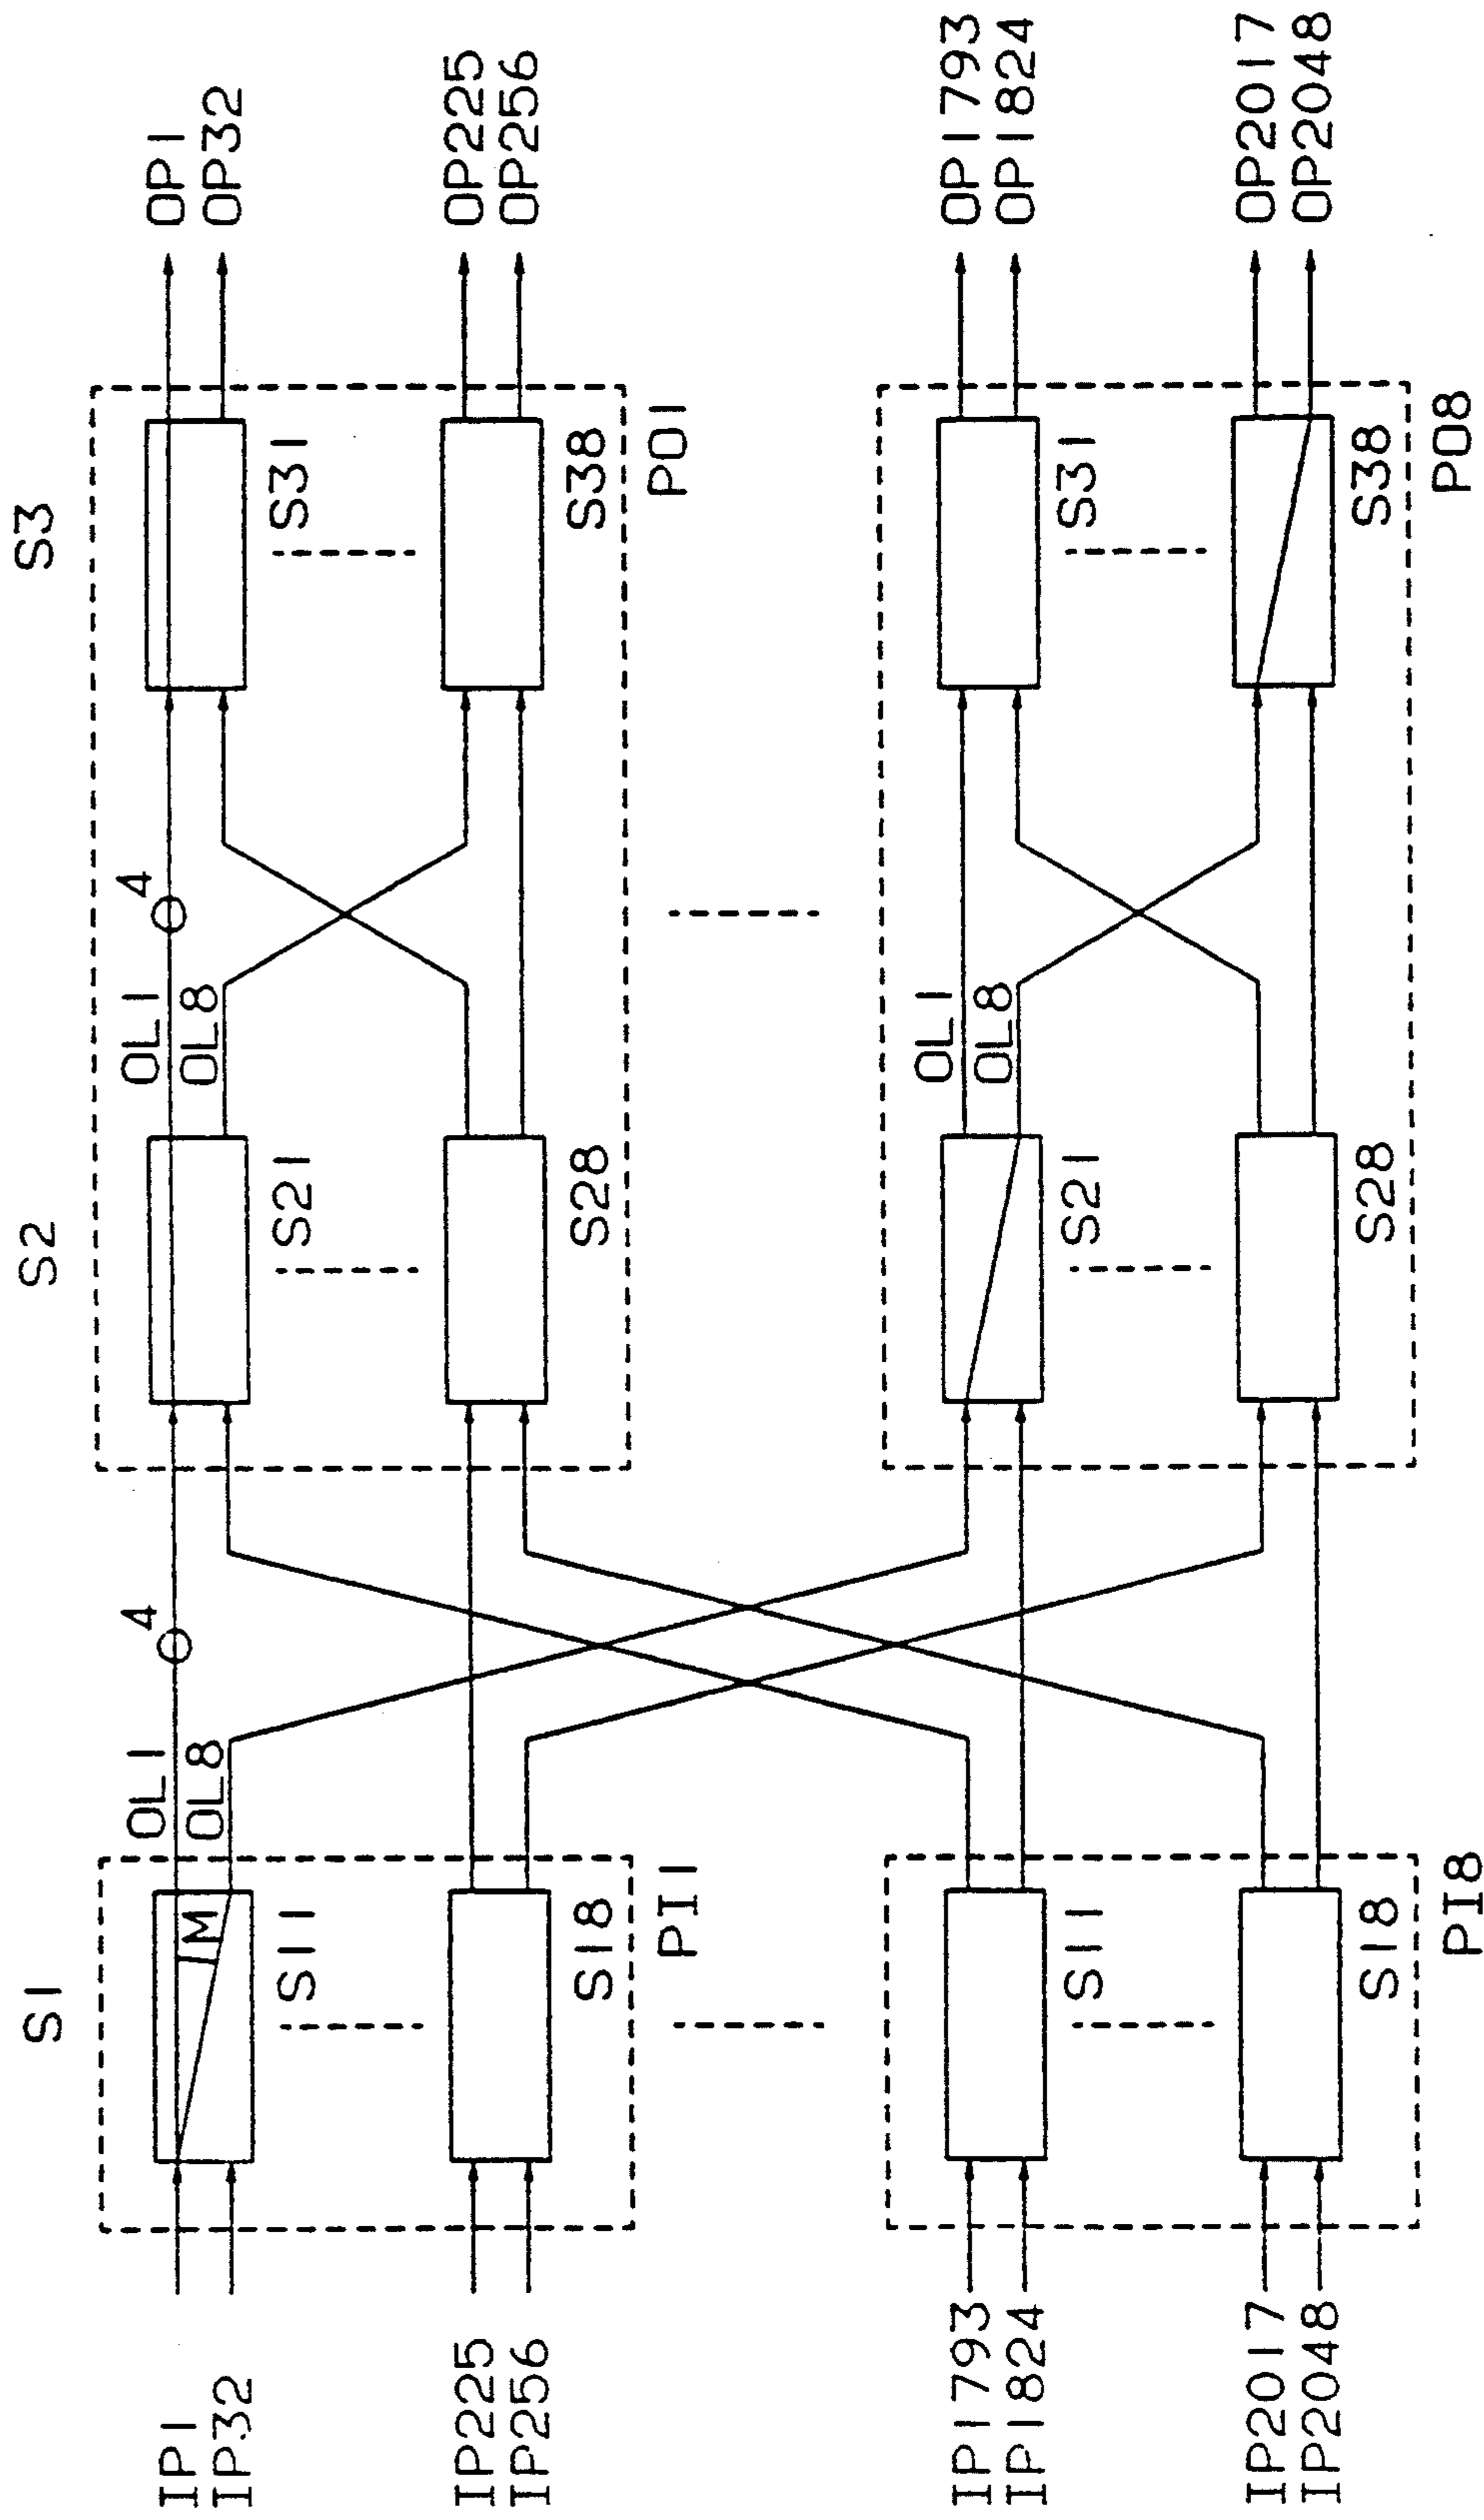 S1
S2
S3
IP1
IP32
IP225
IP256
IP1793
IP1824
IP2017
IP2048
M
S11
S18
PI1
S11
S18
PI8
OL1
OL8
4
S21
S28
OL1
OL8
4
S31
S38
PO1
S21
S28
OL1
OL8
S31
S38
PO8
OP1
OP32
OP225
OP256
OP1793
OP1824
OP2017
OP2048